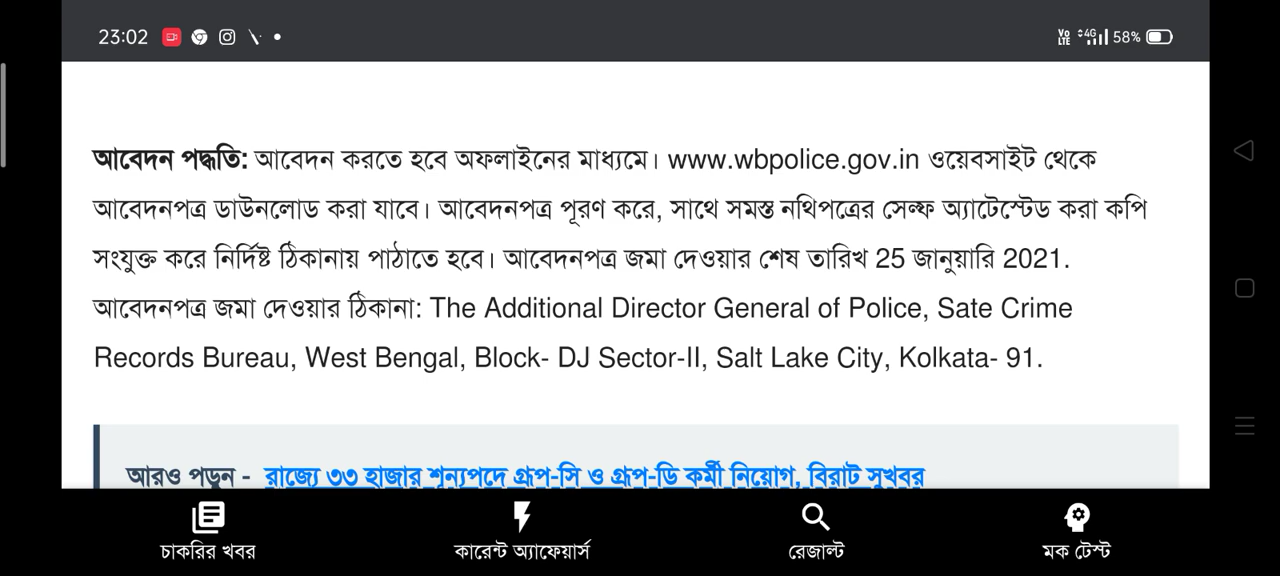 23:02
Vo LTE 4G 58%
আবেদন পদ্ধতি: আবেদন করতে হবে অফলাইনের মাধ্যমে। www.wbpolice.gov.in ওয়েবসাইট থেকে
আবেদনপত্র ডাউনলোড করা যাবে। আবেদনপত্র পূরণ করে, সাথে সমস্ত নথিপত্রের সেল্ফ অ্যাটেস্টেড করা কপি
সংযুক্ত করে নির্দিষ্ট ঠিকানায় পাঠাতে হবে। আবেদনপত্র জমা দেওয়ার শেষ তারিখ 25 জানুয়ারি 2021.
আবেদনপত্র জমা দেওয়ার ঠিকানা: The Additional Director General of Police, Sate Crime
Records Bureau, West Bengal, Block- DJ Sector-II, Salt Lake City, Kolkata- 91.
আরও পড়ুন - রাজ্যে ৩৩ হাজার শূন্যপদে গ্রূপ-সি ও গ্রূপ-ডি কর্মী নিয়োগ, বিরাট সুখবর
চাকরির খবর
কারেন্ট অ্যাফেয়ার্স
রেজাল্ট
মক টেস্ট